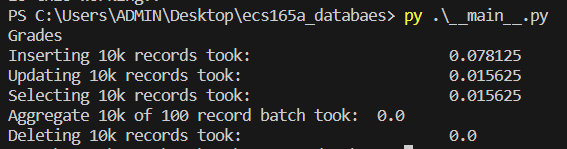 PS C:\Users\ADMIN\Desktop\ecs165a_databaes> py .\__main__.py
Grades
Inserting 10k records took: 0.078125
Updating 10k records took: 0.015625
Selecting 10k records took: 0.015625
Aggregate 10k of 100 record batch took: 0.0
Deleting 10k records took: 0.0